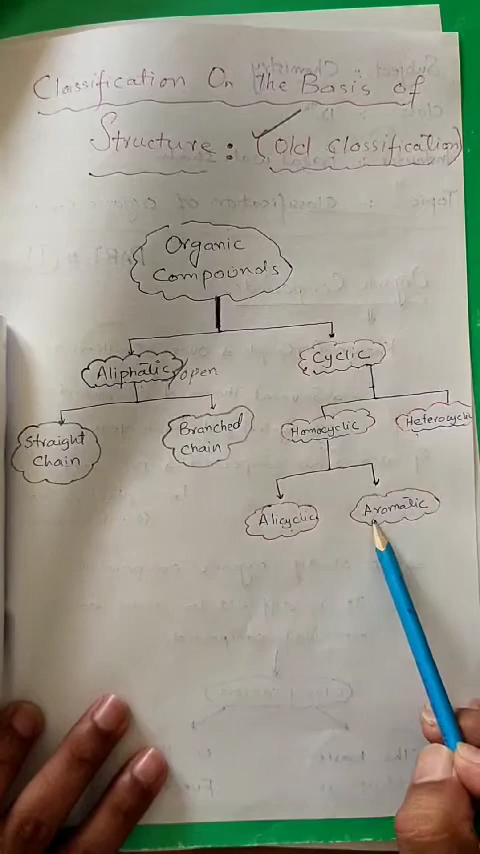 Classification On the Basis of
Structure: (Old Classification)
Organic
Compounds
Aliphatic/open
Cyclic
Straight
Chain
Branched
Chain
Homocyclic
Heterocyclic
Alicyclic
Aromatic